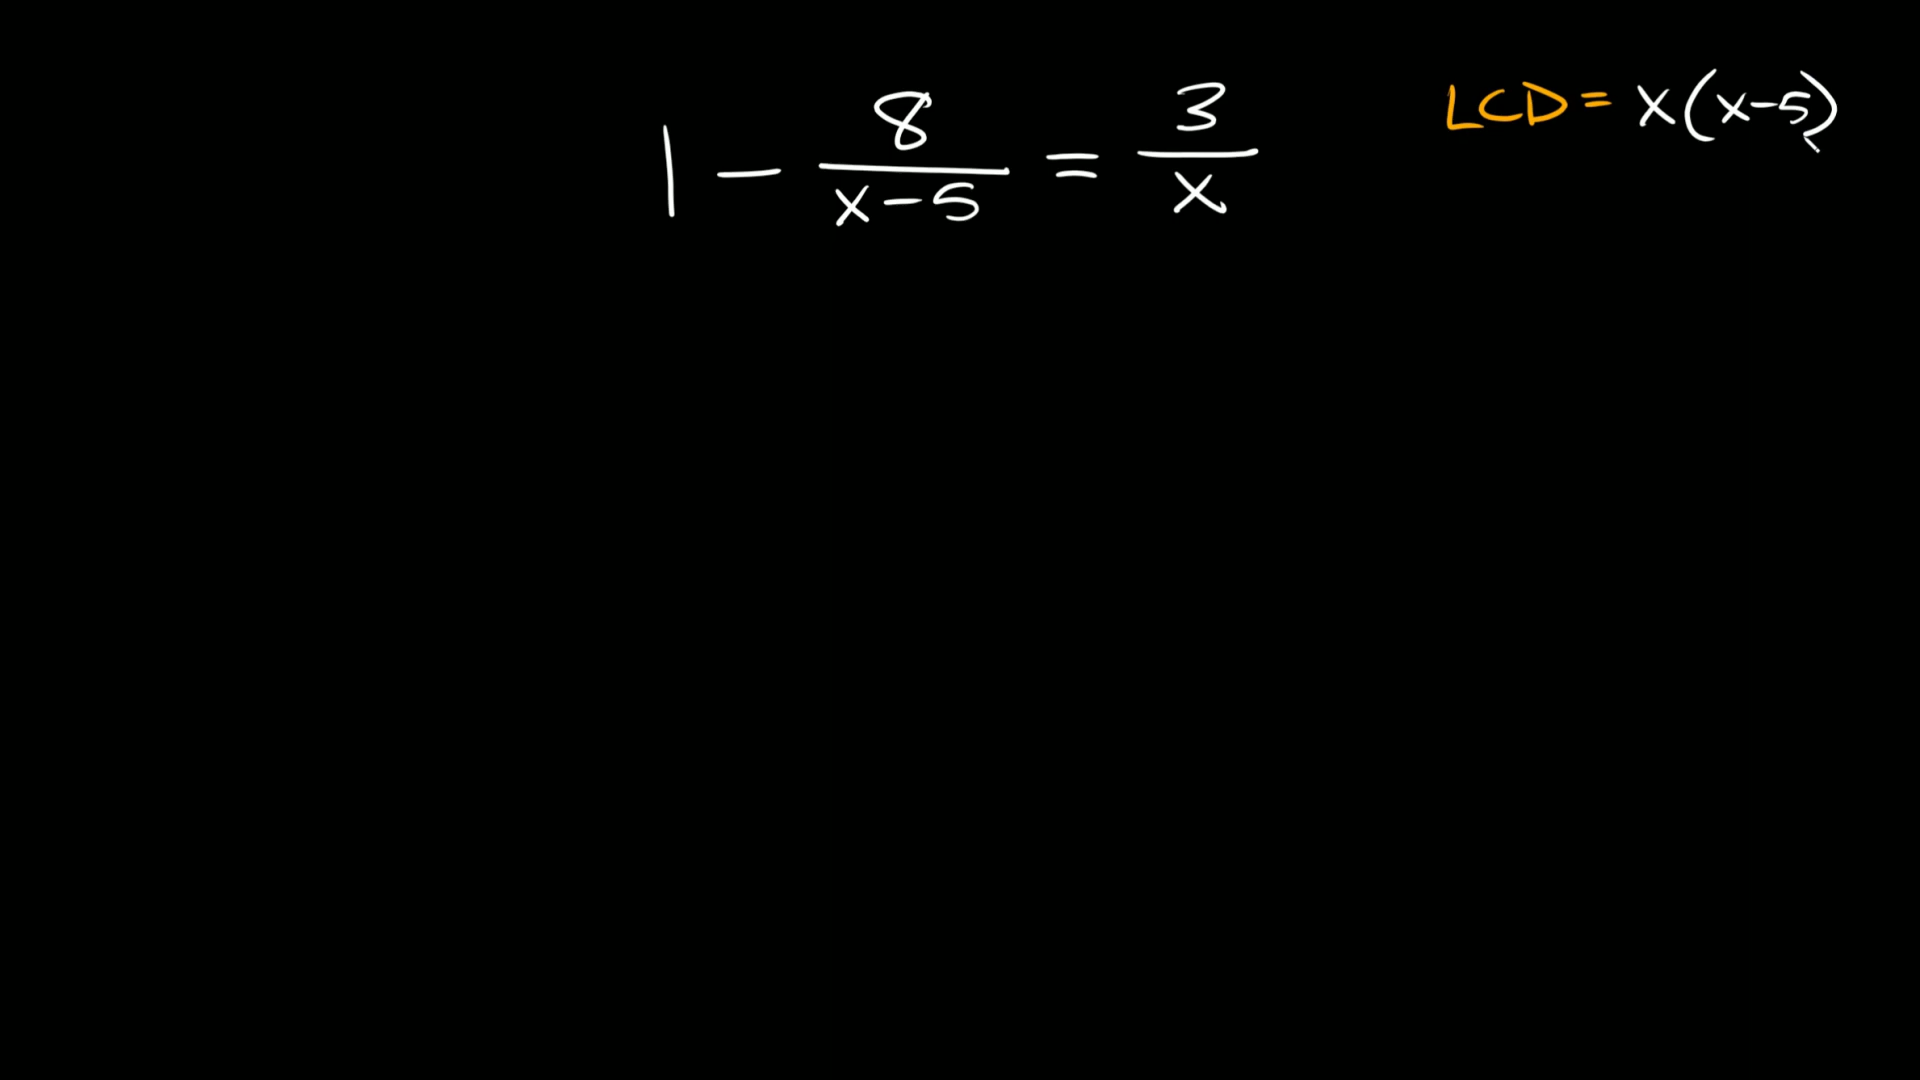 1 - 8/(x-5) = 3/x
LCD = x(x-5)